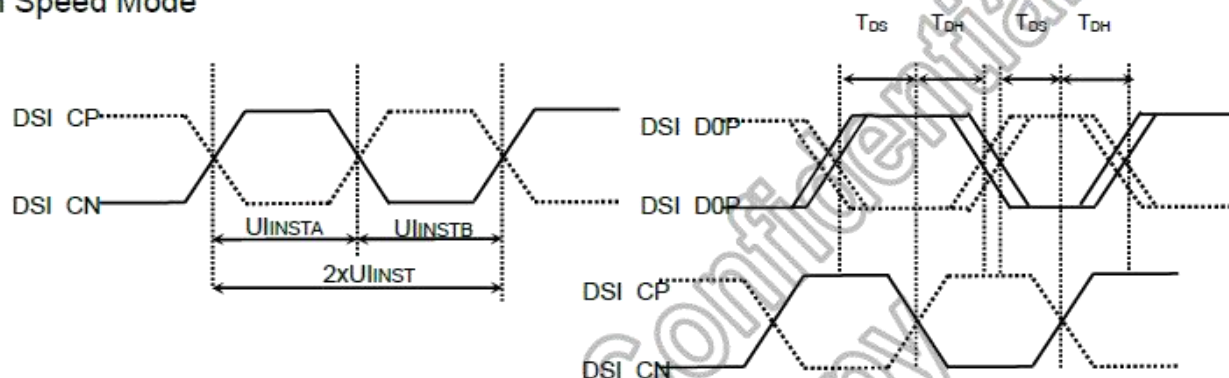 Speed Mode
DSI CP
DSI CN
UIINSTA
UIINSTB
2xUIINST
TDS
TDH
TDS
TDH
DSI D0P
DSI D0P
DSI CP
DSI CN
Confidential